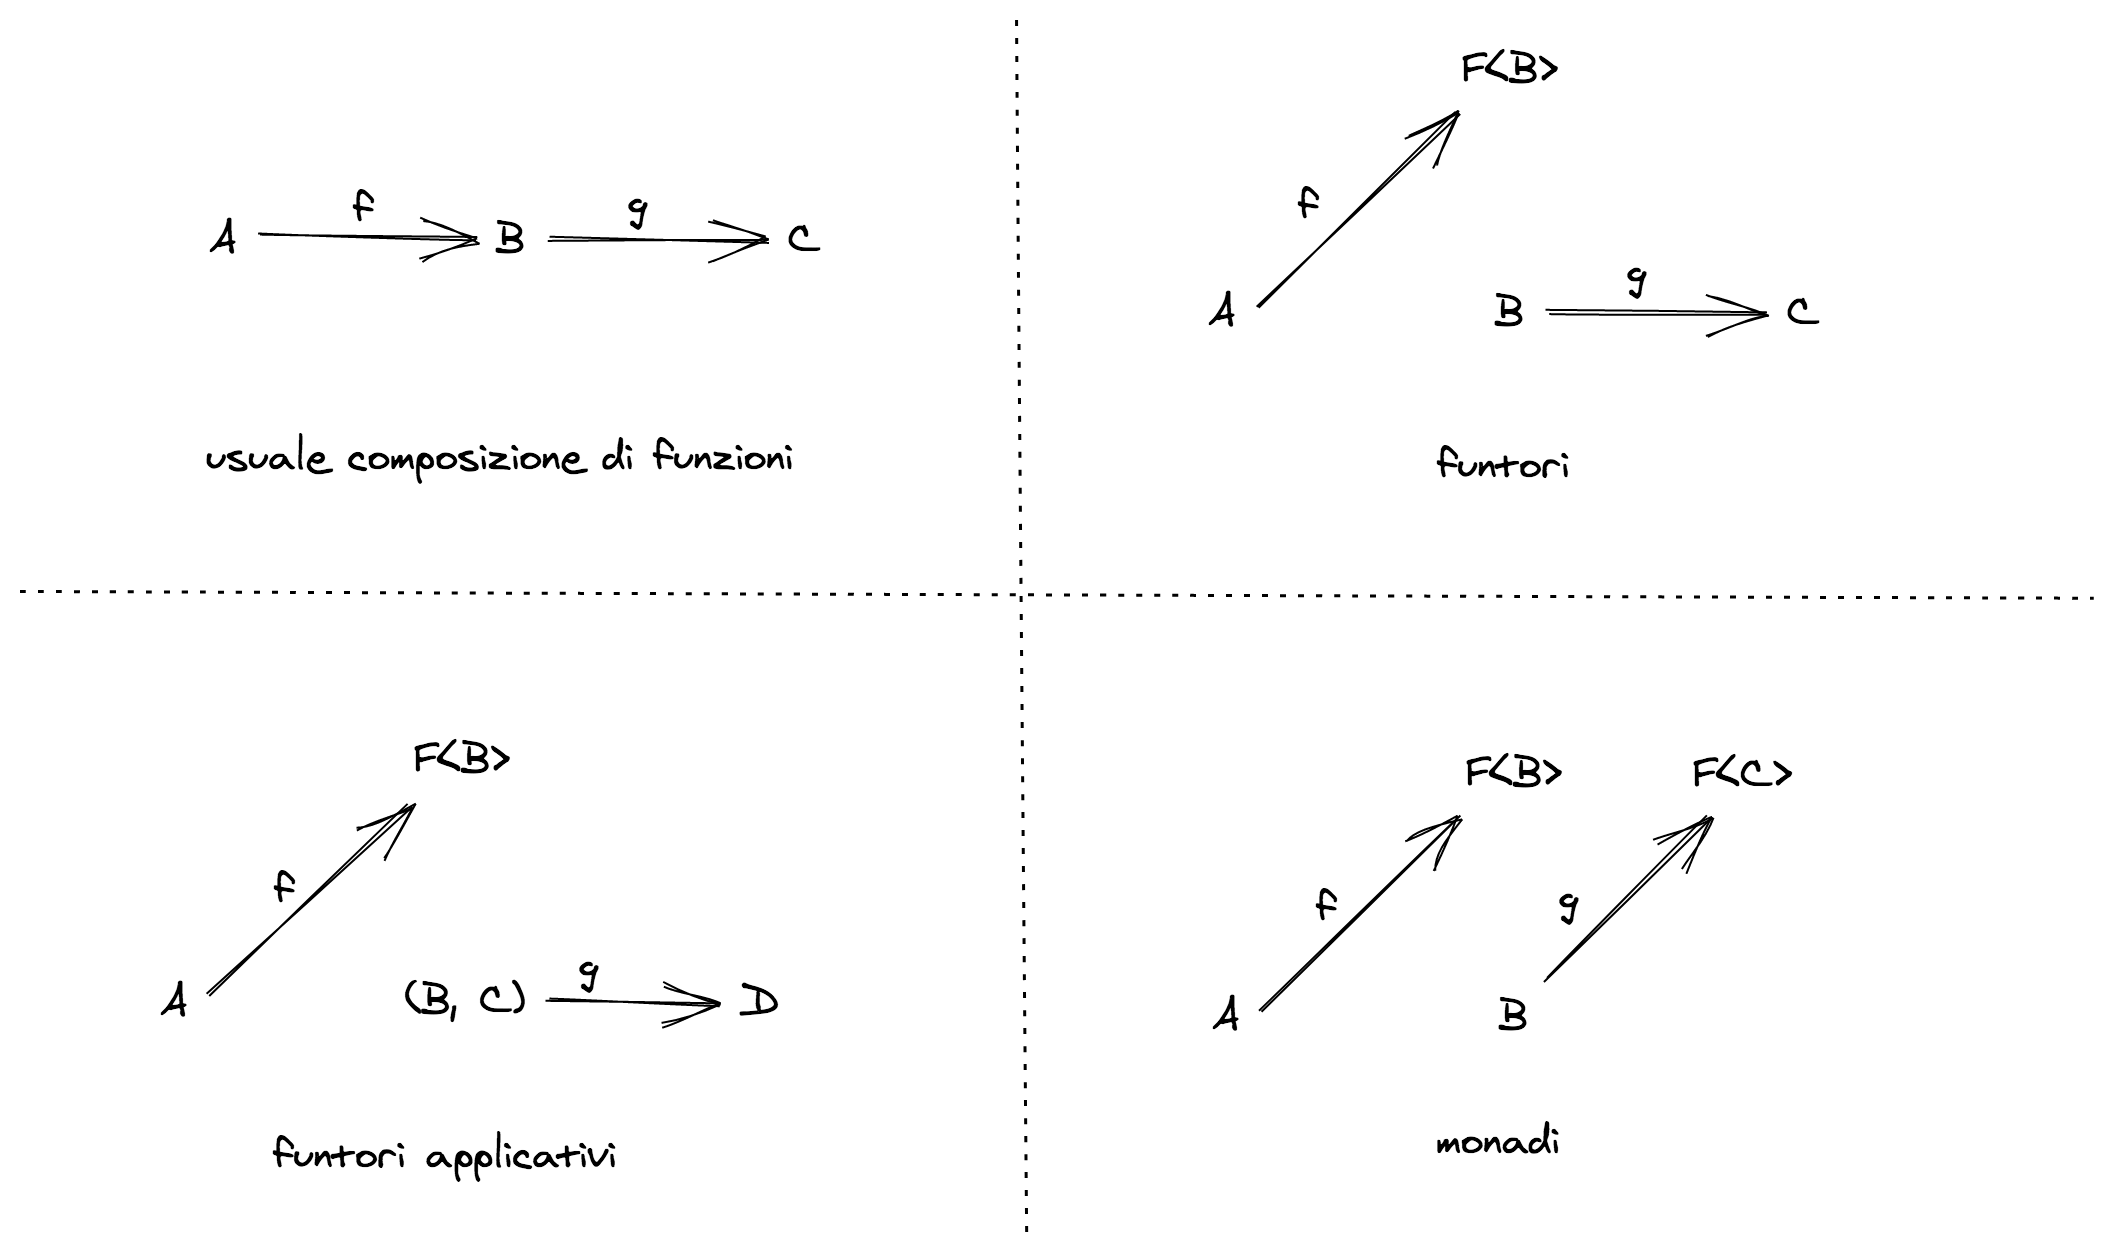 f g
A B C
usuale composizione di funzioni
F<B>
f
g
A B C
funtori
F<B>
f
g
A (B, C) D
funtori applicativi
F<B> F<C>
f g
A B
monadi